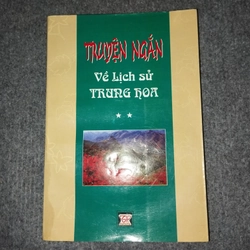 TRUYỆN NGẮN
Về Lịch sử
TRUNG HOA